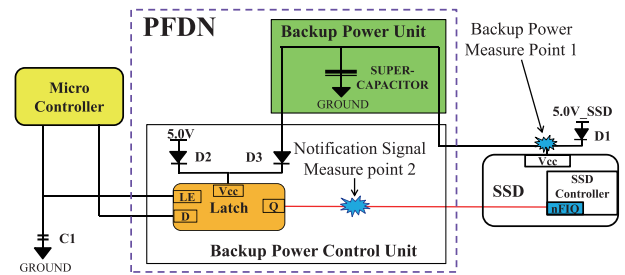 PFDN
Backup Power Unit
SUPER-
CAPACITOR
GROUND
Backup Power
Measure Point 1
Micro
Controller
5.0V_SSD
D1
5.0V
D2
D3
Notification Signal
Measure point 2
Vcc
SSD
SSD
Controller
nFIQ
Vcc
LE
Latch
Q
D
C1
GROUND
Backup Power Control Unit